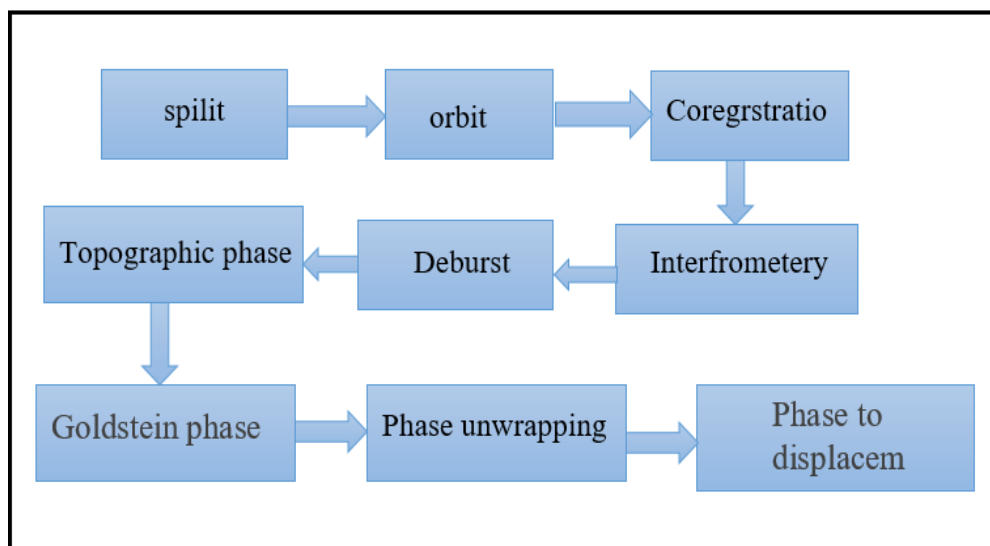 spilit
orbit
Coregrstratio
Topographic phase
Deburst
Interfrometery
Goldstein phase
Phase unwrapping
Phase to
displacem